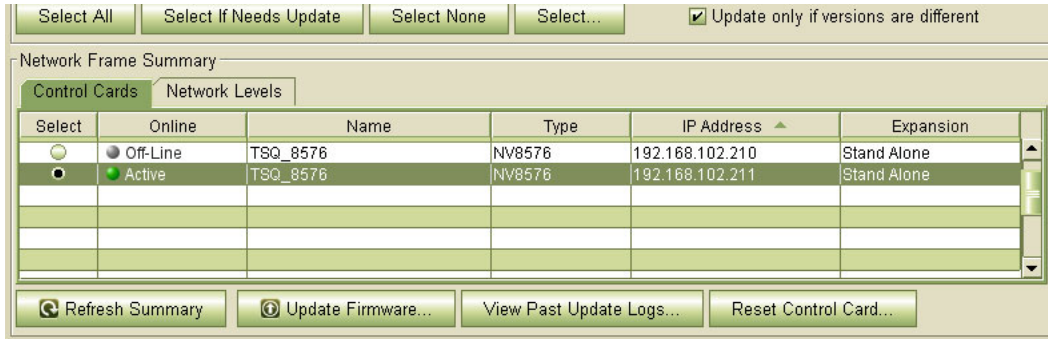 Select All Select If Needs Update Select None Select... Update only if versions are different
Network Frame Summary
Control Cards Network Levels
Select Online Name Type IP Address Expansion
Off-Line TSQ_8576 NV8576 192.168.102.210 Stand Alone
Active TSQ_8576 NV8576 192.168.102.211 Stand Alone
Refresh Summary Update Firmware... View Past Update Logs... Reset Control Card...